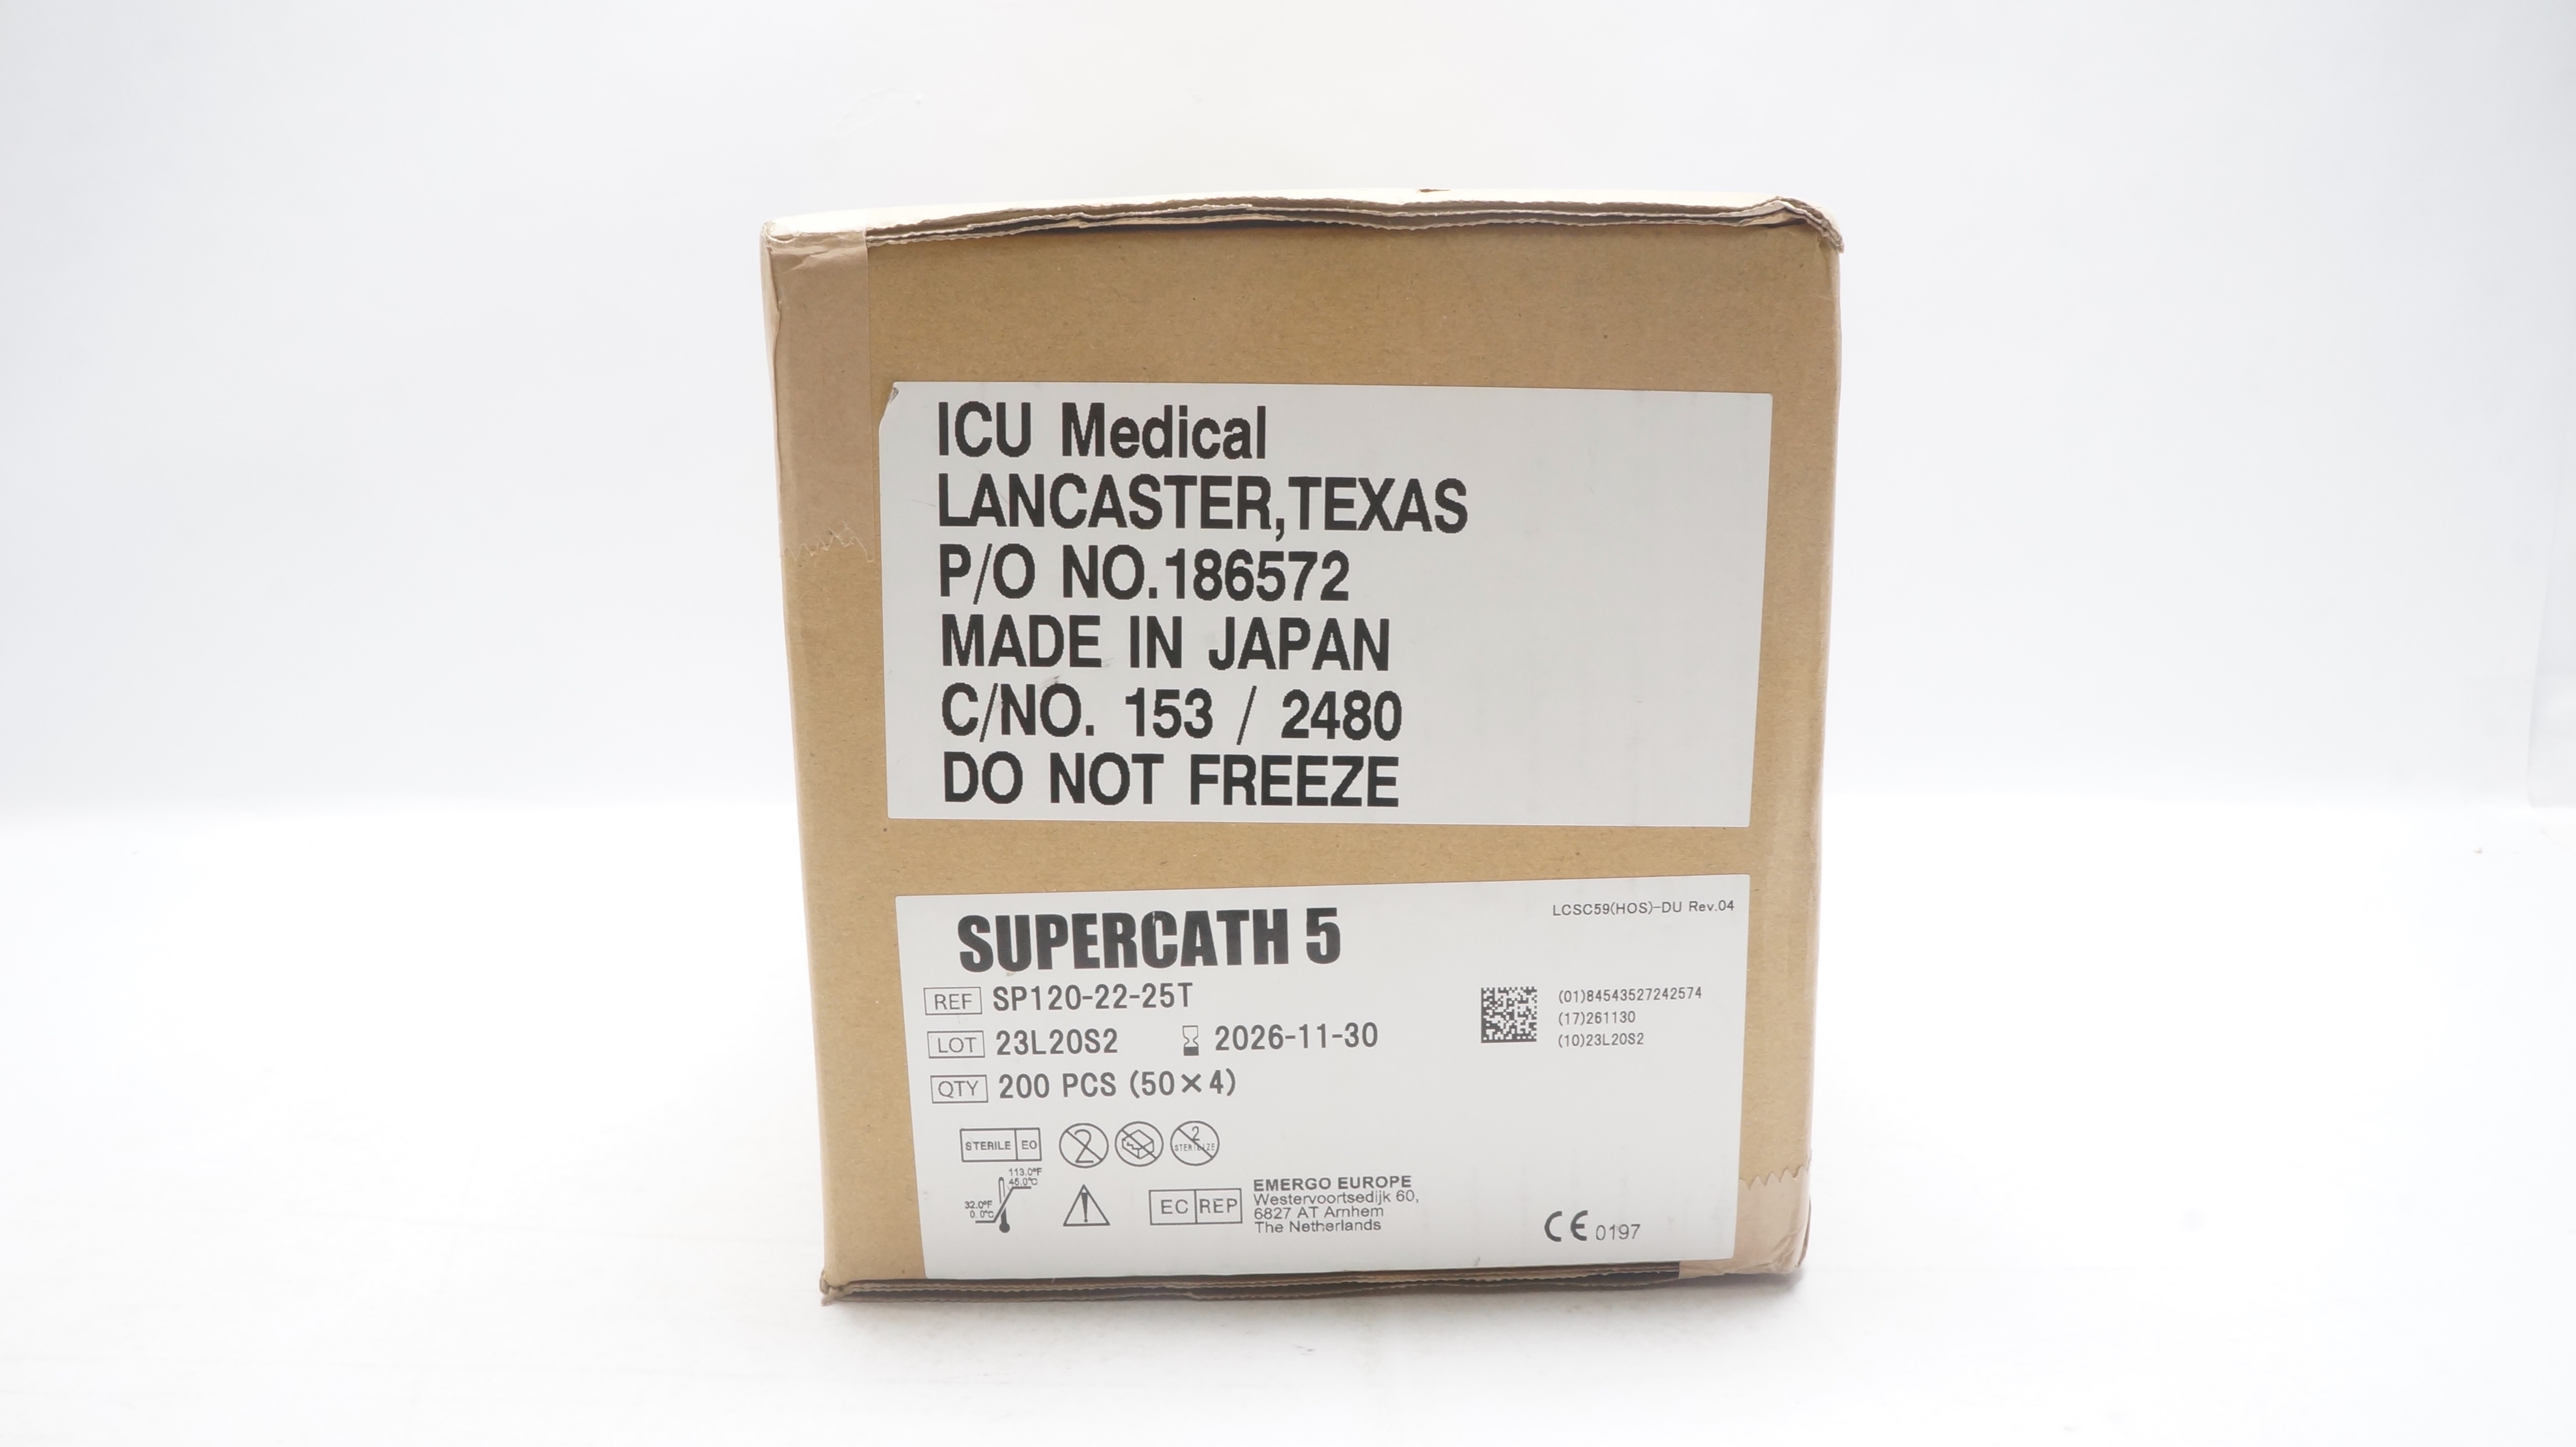 ICU Medical
LANCASTER,TEXAS
P/O NO.186572
MADE IN JAPAN
C/NO. 153 / 2480
DO NOT FREEZE
LCSC59(HOS)-DU Rev.04
SUPERCATH 5
REF SP120-22-25T
LOT 23L20S2 2026-11-30
QTY 200 PCS (50×4)
(01)84543527242574
(17)261130
(10)23L20S2
STERILE EO 2 2 STERILIZE
113.0°F
45.0°C
32.0°F
0.0°C
!
EC REP
EMERGO EUROPE
Westervoortsedijk 60,
6827 AT Arnhem
The Netherlands
CE 0197